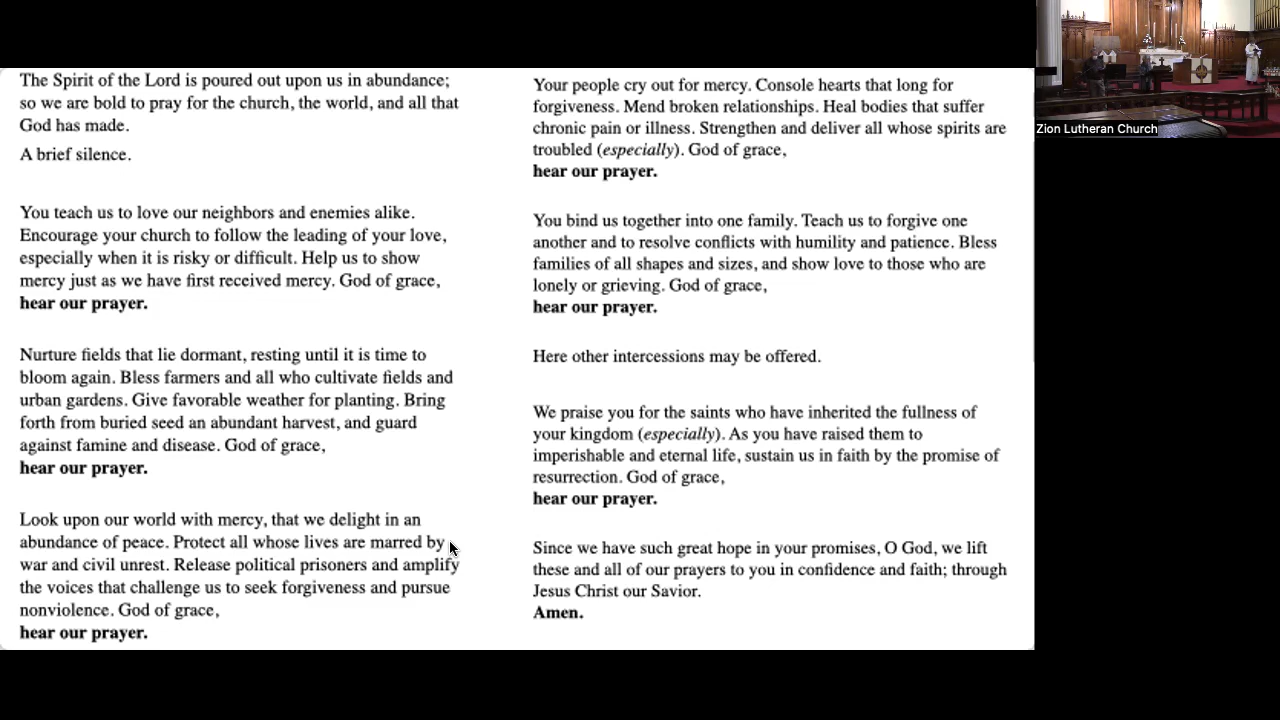 The Spirit of the Lord is poured out upon us in abundance;
so we are bold to pray for the church, the world, and all that
God has made.
A brief silence.
You teach us to love our neighbors and enemies alike.
Encourage your church to follow the leading of your love,
especially when it is risky or difficult. Help us to show
mercy just as we have first received mercy. God of grace,
hear our prayer.
Nurture fields that lie dormant, resting until it is time to
bloom again. Bless farmers and all who cultivate fields and
urban gardens. Give favorable weather for planting. Bring
forth from buried seed an abundant harvest, and guard
against famine and disease. God of grace,
hear our prayer.
Look upon our world with mercy, that we delight in an
abundance of peace. Protect all whose lives are marred by
war and civil unrest. Release political prisoners and amplify
the voices that challenge us to seek forgiveness and pursue
nonviolence. God of grace,
hear our prayer.
Your people cry out for mercy. Console hearts that long for
forgiveness. Mend broken relationships. Heal bodies that suffer
chronic pain or illness. Strengthen and deliver all whose spirits are
troubled (especially). God of grace,
hear our prayer.
You bind us together into one family. Teach us to forgive one
another and to resolve conflicts with humility and patience. Bless
families of all shapes and sizes, and show love to those who are
lonely or grieving. God of grace,
hear our prayer.
Here other intercessions may be offered.
We praise you for the saints who have inherited the fullness of
your kingdom (especially). As you have raised them to
imperishable and eternal life, sustain us in faith by the promise of
resurrection. God of grace,
hear our prayer.
Since we have such great hope in your promises, O God, we lift
these and all of our prayers to you in confidence and faith; through
Jesus Christ our Savior.
Amen.
Zion Lutheran Church